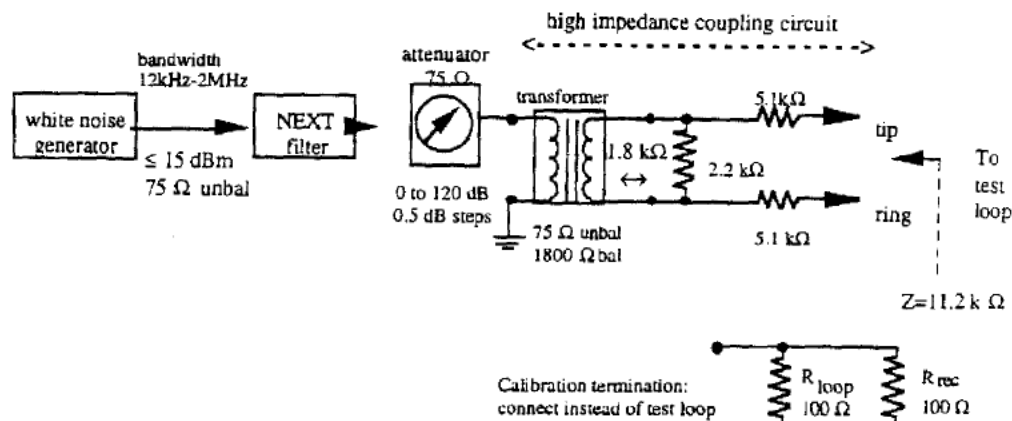 high impedance coupling circuit
bandwidth
12kHz-2MHz
attenuator
75 Ω
transformer
5.1kΩ
white noise
generator
NEXT
filter
tip
1.8 kΩ
2.2 kΩ
To
test
loop
≤ 15 dBm
75 Ω unbal
0 to 120 dB
0.5 dB steps
ring
75 Ω unbal
1800 Ω bal
5.1 kΩ
Z=11.2 k Ω
Calibration termination:
connect instead of test loop
R loop
100 Ω
R rec
100 Ω